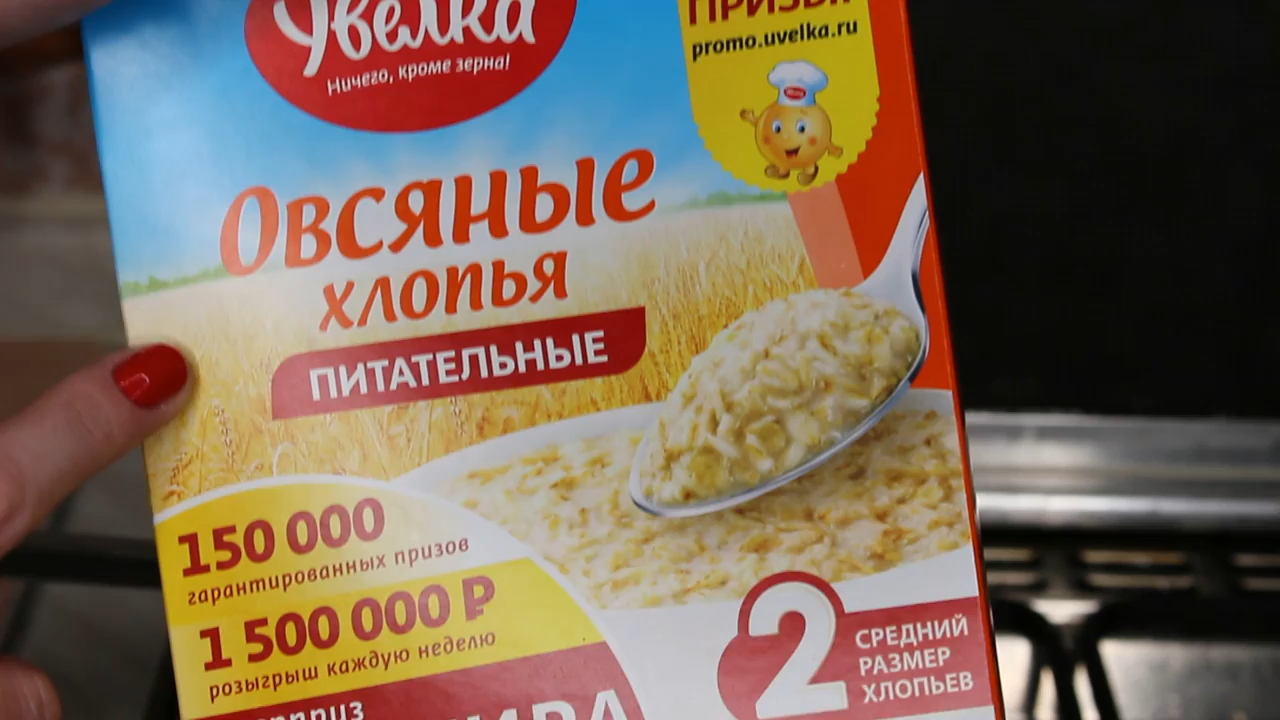 Увелка
Ничего, кроме зерна!
ПРИЗЫ!
promo.uvelka.ru
Овсяные
хлопья
ПИТАТЕЛЬНЫЕ
150 000
гарантированных призов
1 500 000 ₽
розыгрыш каждую неделю
2
СРЕДНИЙ
РАЗМЕР
ХЛОПЬЕВ